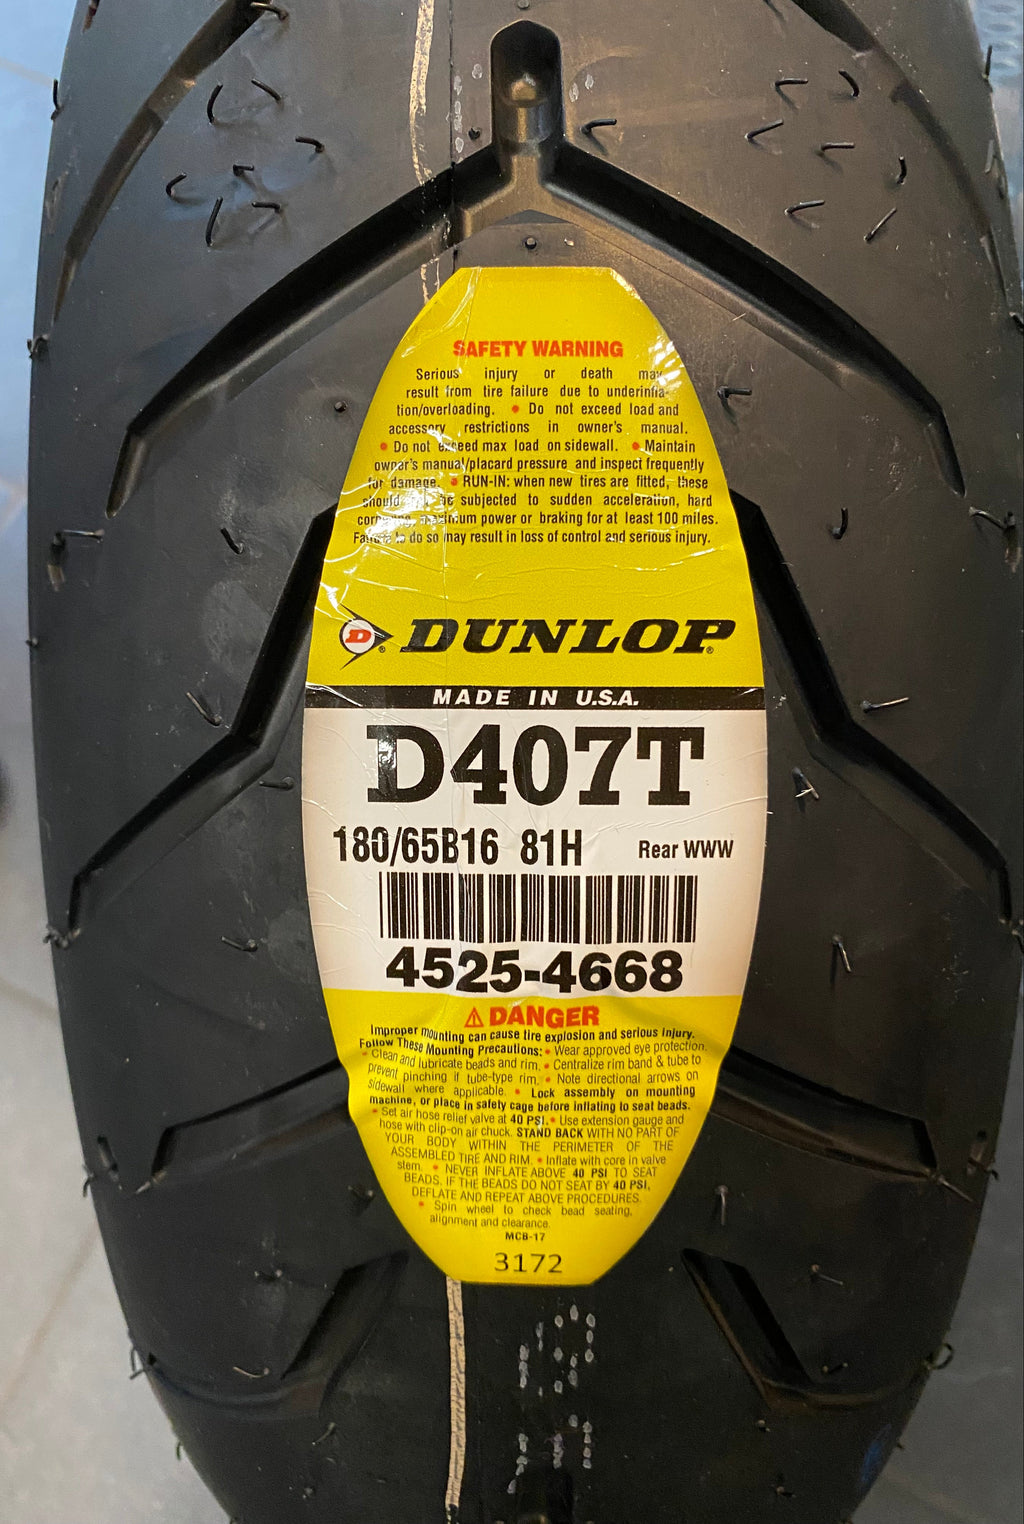 SAFETY WARNING
Serious injury or death may
result from tire failure due to underinfla-
tion/overloading. • Do not exceed load and
accessory restrictions in owner's manual.
• Do not exceed max load on sidewall. • Maintain
owner's manual/placard pressure and inspect frequently
for damage. • RUN-IN: when new tires are fitted, these
should be subjected to sudden acceleration, hard
maximum power or braking for at least 100 miles.
Failure to do so may result in loss of control and serious injury.
D® DUNLOP®
MADE IN U.S.A.
D407T
180/65B16 81H Rear WWW
4525-4668
⚠ DANGER
Improper mounting can cause tire explosion and serious injury.
Follow These Mounting Precautions: • Wear approved eye protection.
• Clean and lubricate beads and rim. • Centralize rim band & tube to
prevent pinching if tube-type rim. • Note directional arrows on
sidewall where applicable. • Lock assembly on mounting
machine, or place in safety cage before inflating to seat beads.
• Set air hose relief valve at 40 PSI. • Use extension gauge and
hose with clip-on air chuck. STAND BACK WITH NO PART OF
YOUR BODY WITHIN THE PERIMETER OF THE
ASSEMBLED TIRE AND RIM. • Inflate with core in valve
stem. • NEVER INFLATE ABOVE 40 PSI TO SEAT
BEADS. IF THE BEADS DO NOT SEAT BY 40 PSI,
DEFLATE AND REPEAT ABOVE PROCEDURES.
• Spin wheel to check bead seating,
alignment and clearance.
MCB-17
3172